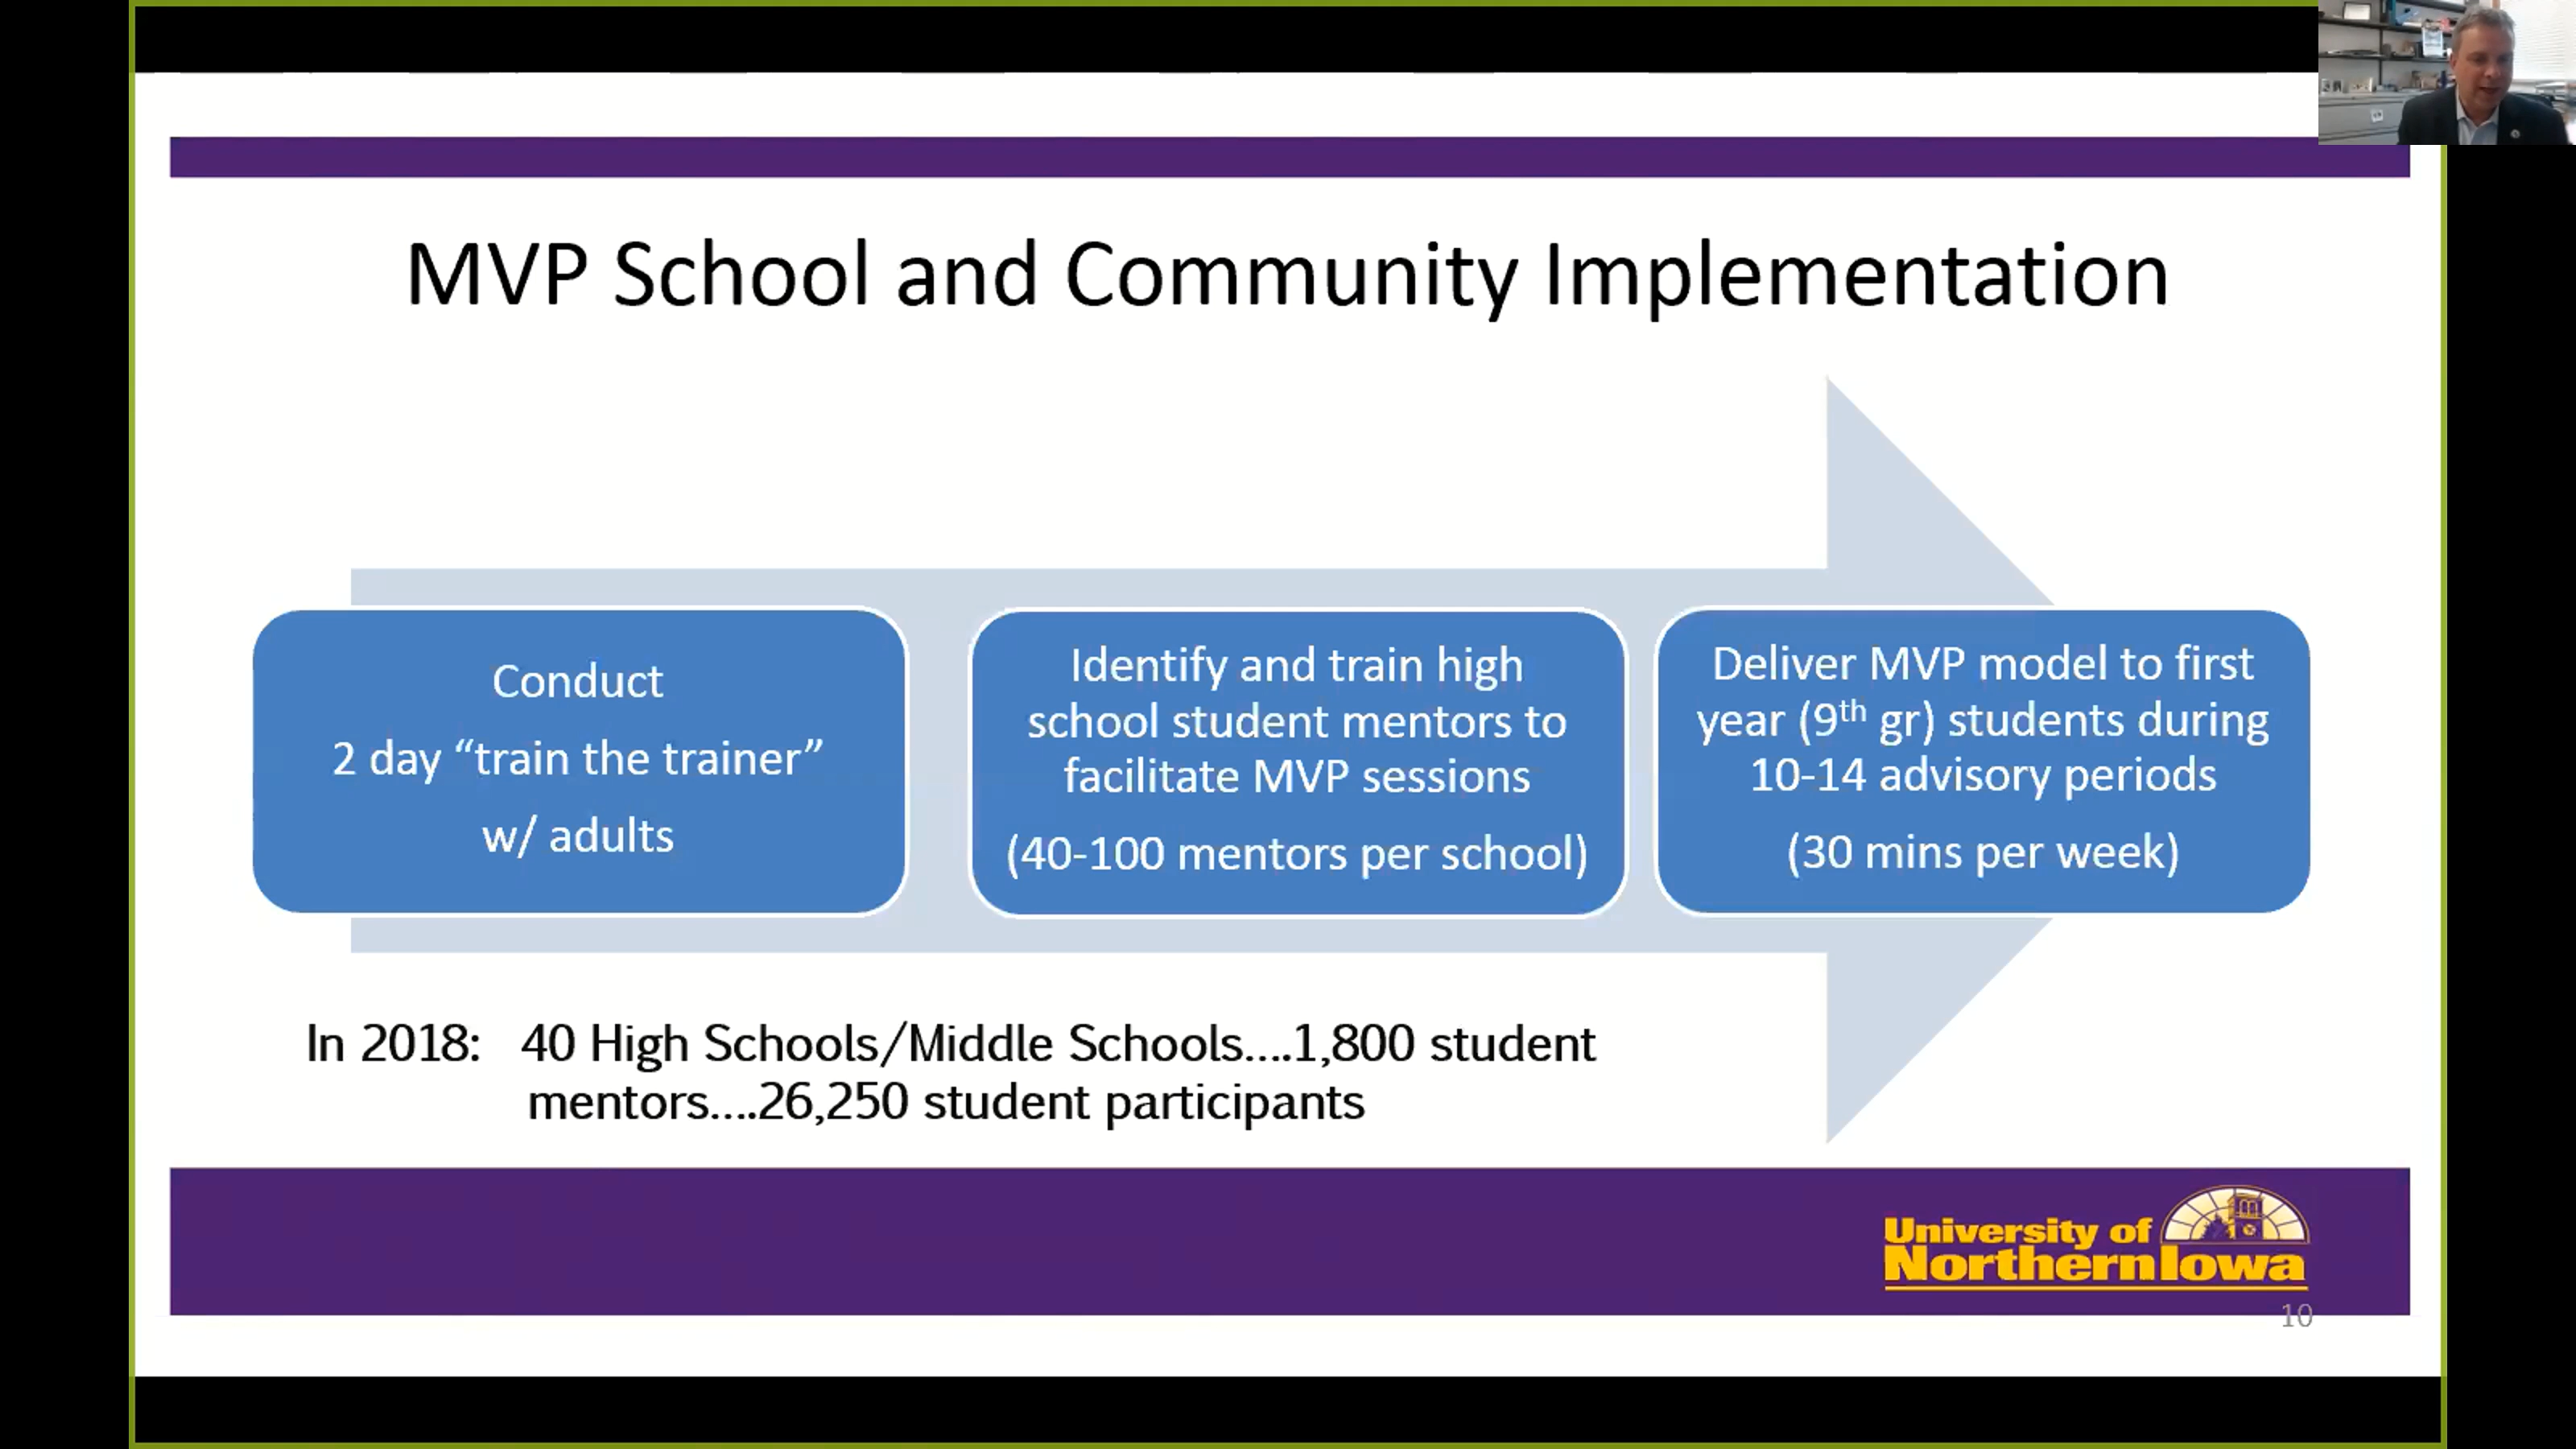 MVP School and Community Implementation
Conduct
2 day “train the trainer”
w/ adults
Identify and train high
school student mentors to
facilitate MVP sessions
(40-100 mentors per school)
Deliver MVP model to first
year (9th gr) students during
10-14 advisory periods
(30 mins per week)
In 2018: 40 High Schools/Middle Schools….1,800 student
mentors….26,250 student participants
University of
Northern Iowa
10